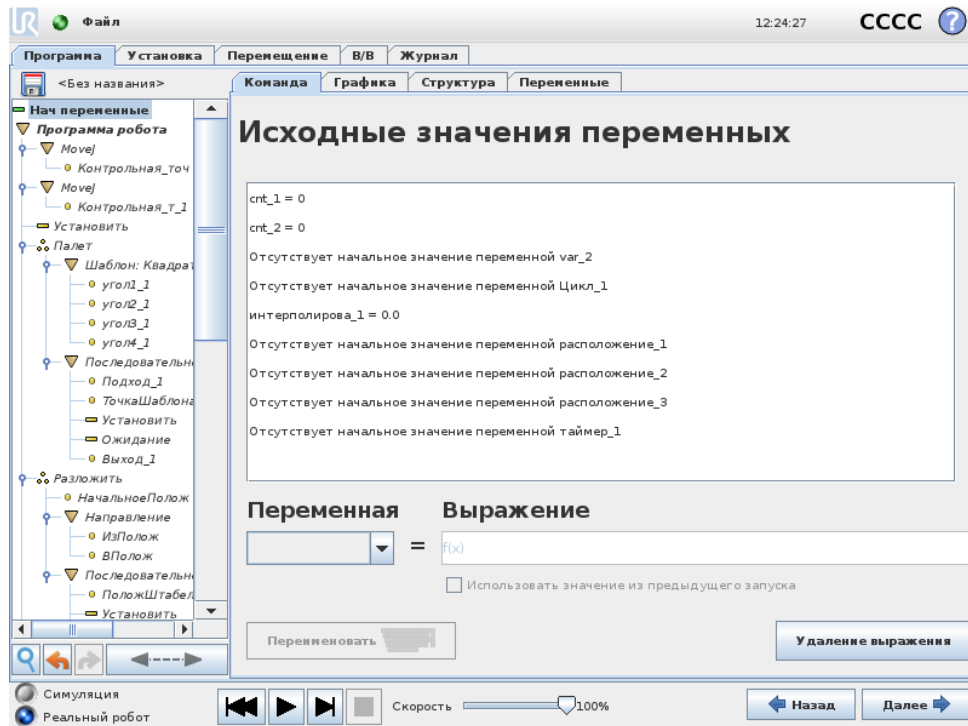 UR Файл 12:24:27 CCCC ?
Программа Установка Перемещение В/В Журнал
<Без названия>
Команда Графика Структура Переменные
Нач переменные
Программа робота
MoveJ
Контрольная_точ
MoveJ
Контрольная_т_1
Установить
Палет
Шаблон: Квадрат
угол1_1
угол2_1
угол3_1
угол4_1
Последовательно
Подход_1
ТочкаШаблона
Установить
Ожидание
Выход_1
Разложить
НачальноеПолож
Направление
ИзПолож
ВПолож
Последовательно
ПоложШтабел
Установить
Исходные значения переменных
cnt_1 = 0
cnt_2 = 0
Отсутствует начальное значение переменной var_2
Отсутствует начальное значение переменной Цикл_1
интерполирова_1 = 0.0
Отсутствует начальное значение переменной расположение_1
Отсутствует начальное значение переменной расположение_2
Отсутствует начальное значение переменной расположение_3
Отсутствует начальное значение переменной таймер_1
Переменная Выражение
= f(x)
Использовать значение из предыдущего запуска
Переименовать
Удаление выражения
Симуляция
Реальный робот
Скорость 100%
Назад Далее